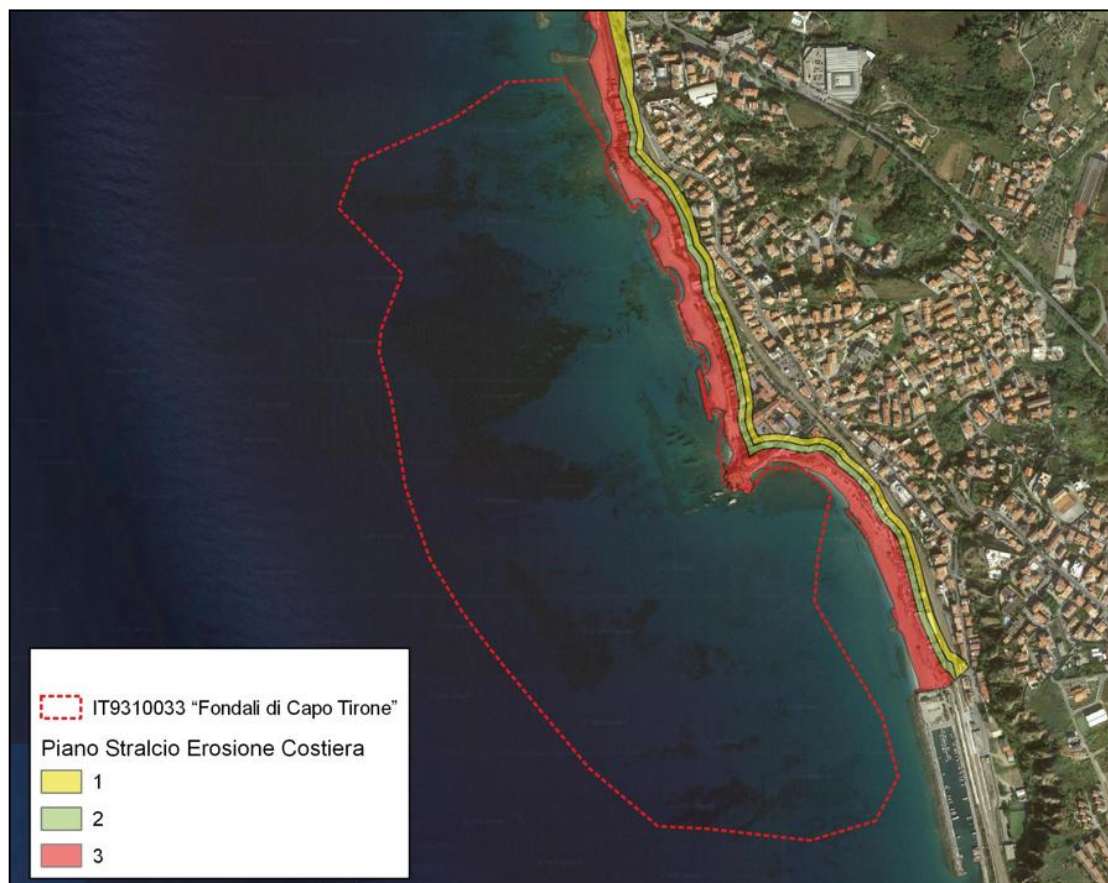 IT9310033 “Fondali di Capo Tirone”
Piano Stralcio Erosione Costiera
1
2
3